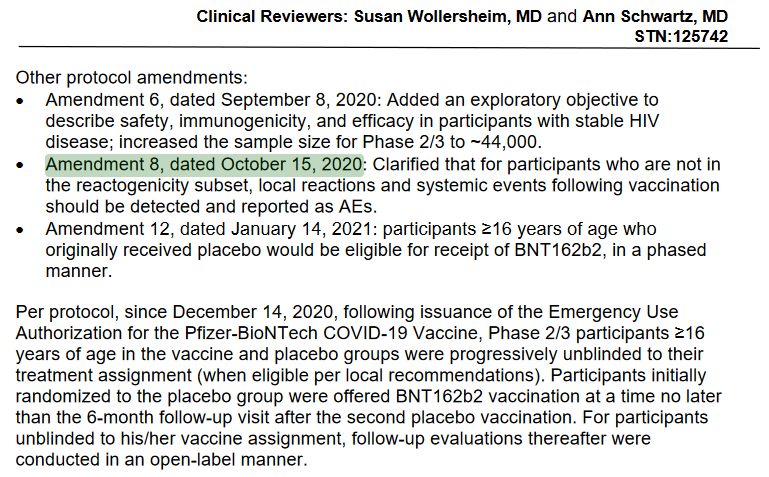 Clinical Reviewers: Susan Wollersheim, MD and Ann Schwartz, MD
STN:125742
Other protocol amendments:
• Amendment 6, dated September 8, 2020: Added an exploratory objective to
describe safety, immunogenicity, and efficacy in participants with stable HIV
disease; increased the sample size for Phase 2/3 to ~44,000.
• Amendment 8, dated October 15, 2020: Clarified that for participants who are not in
the reactogenicity subset, local reactions and systemic events following vaccination
should be detected and reported as AEs.
• Amendment 12, dated January 14, 2021: participants ≥16 years of age who
originally received placebo would be eligible for receipt of BNT162b2, in a phased
manner.
Per protocol, since December 14, 2020, following issuance of the Emergency Use
Authorization for the Pfizer-BioNTech COVID-19 Vaccine, Phase 2/3 participants ≥16
years of age in the vaccine and placebo groups were progressively unblinded to their
treatment assignment (when eligible per local recommendations). Participants initially
randomized to the placebo group were offered BNT162b2 vaccination at a time no later
than the 6-month follow-up visit after the second placebo vaccination. For participants
unblinded to his/her vaccine assignment, follow-up evaluations thereafter were
conducted in an open-label manner.